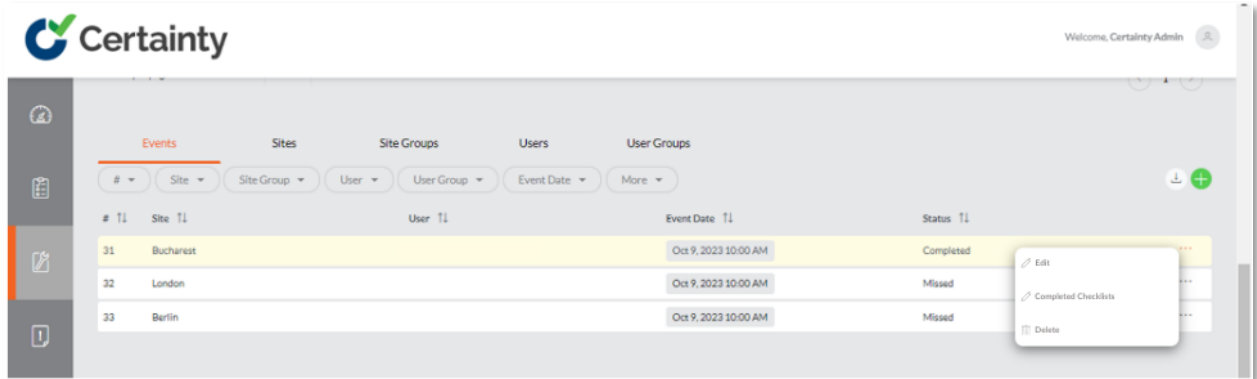 Certainty
Welcome, Certainty Admin
1
Events Sites Site Groups Users User Groups
# Site Site Group User User Group Event Date More
# Site User Event Date Status
31 Bucharest Oct 9, 2023 10:00 AM Completed
Edit
32 London Oct 9, 2023 10:00 AM Missed
Completed Checklists
33 Berlin Oct 9, 2023 10:00 AM Missed
Delete